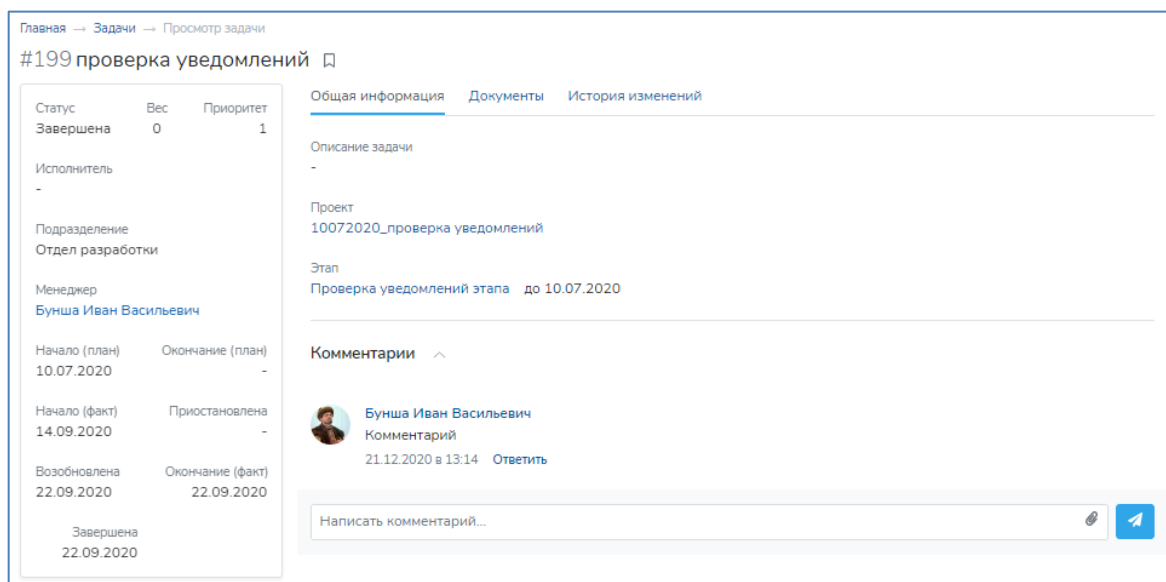 Главная → Задачи → Просмотр задачи
#199 проверка уведомлений
Статус Вес Приоритет
Завершена 0 1
Исполнитель
-
Подразделение
Отдел разработки
Менеджер
Бунша Иван Васильевич
Начало (план) Окончание (план)
10.07.2020 -
Начало (факт) Приостановлена
14.09.2020 -
Возобновлена Окончание (факт)
22.09.2020 22.09.2020
Завершена
22.09.2020
Общая информация Документы История изменений
Описание задачи
-
Проект
10072020_проверка уведомлений
Этап
Проверка уведомлений этапа до 10.07.2020
Комментарии
Бунша Иван Васильевич
Комментарий
21.12.2020 в 13:14 Ответить
Написать комментарий...